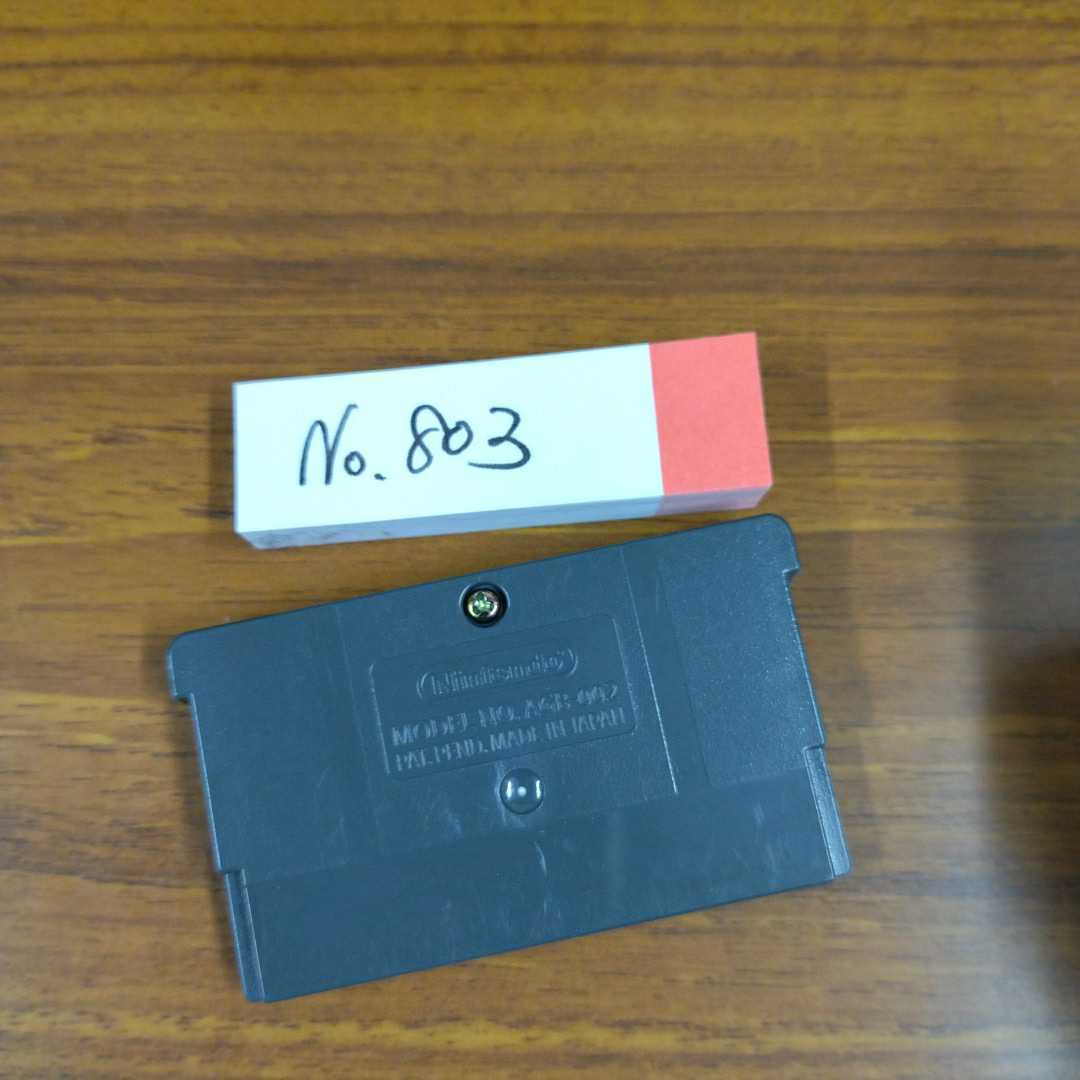 No. 803
Nintendo
MODEL NO. AGB-002
PAT. PEND. MADE IN JAPAN